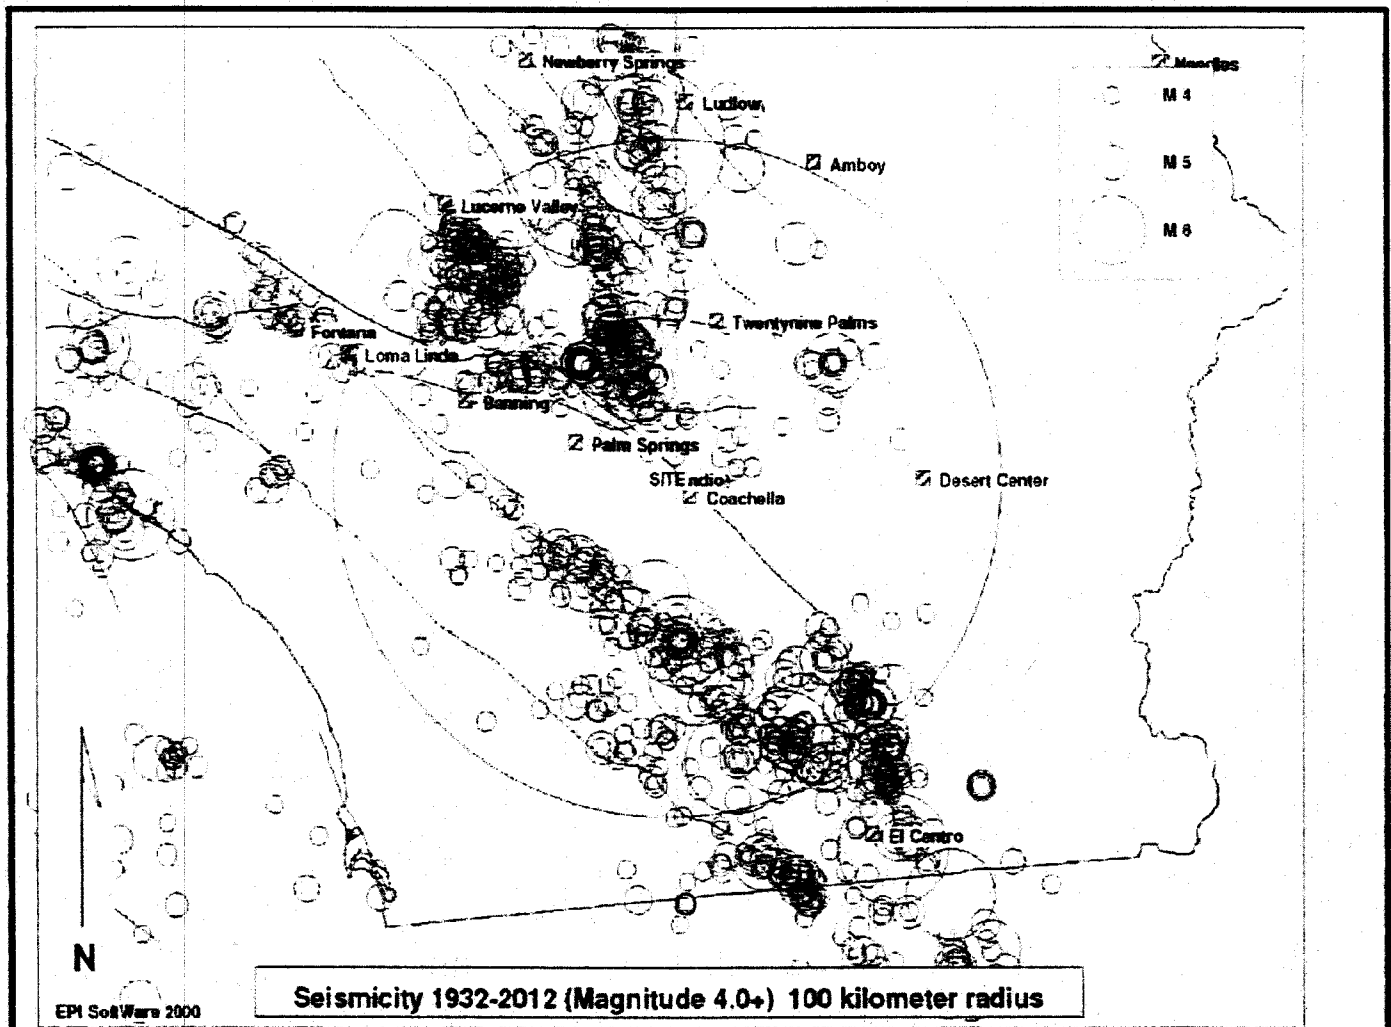 Newberry Springs
Needles
Ludlow
M 4
Amboy
M 5
Lucerne Valley
M 6
Twentynine Palms
Fontana
Loma Linda
Banning
Palm Springs
SITE
Desert Center
Coachella
El Centro
N
Seismicity 1932-2012 (Magnitude 4.0+) 100 kilometer radius
EPI SoftWare 2000